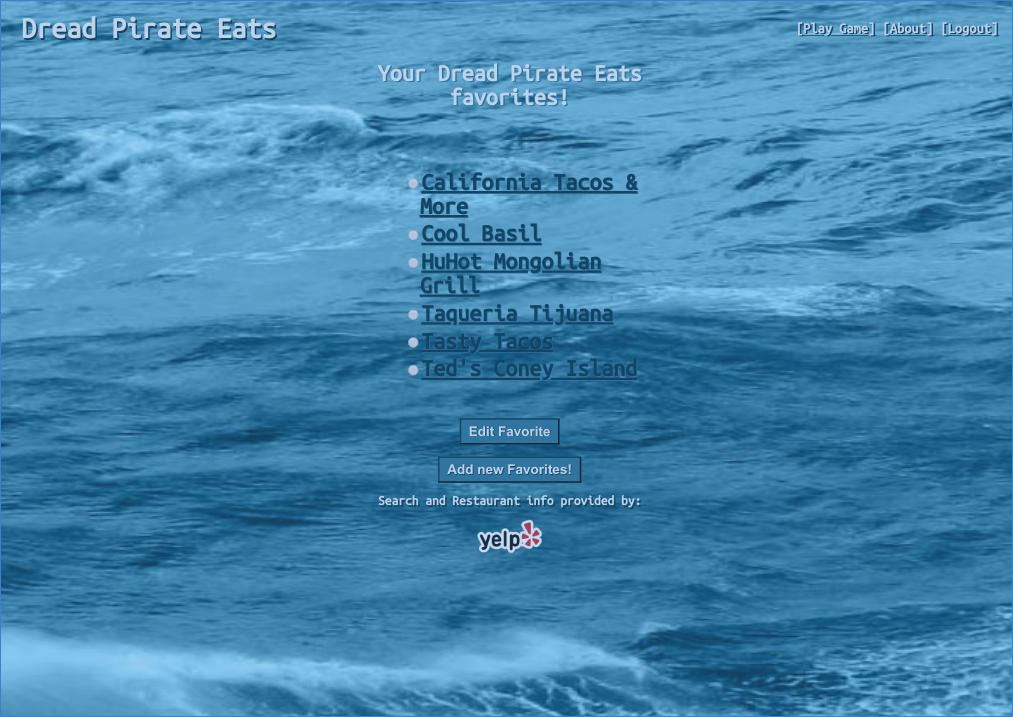 Dread Pirate Eats
[Play Game] [About] [Logout]
Your Dread Pirate Eats
favorites!
California Tacos &
More
Cool Basil
HuHot Mongolian
Grill
Taqueria Tijuana
Tasty Tacos
Ted's Coney Island
Edit Favorite
Add new Favorites!
Search and Restaurant info provided by:
yelp